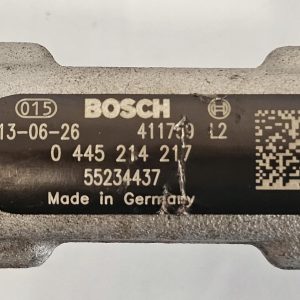 015 BOSCH
13-06-26 411759 L2
0 445 214 217
55234437
Made in Germany